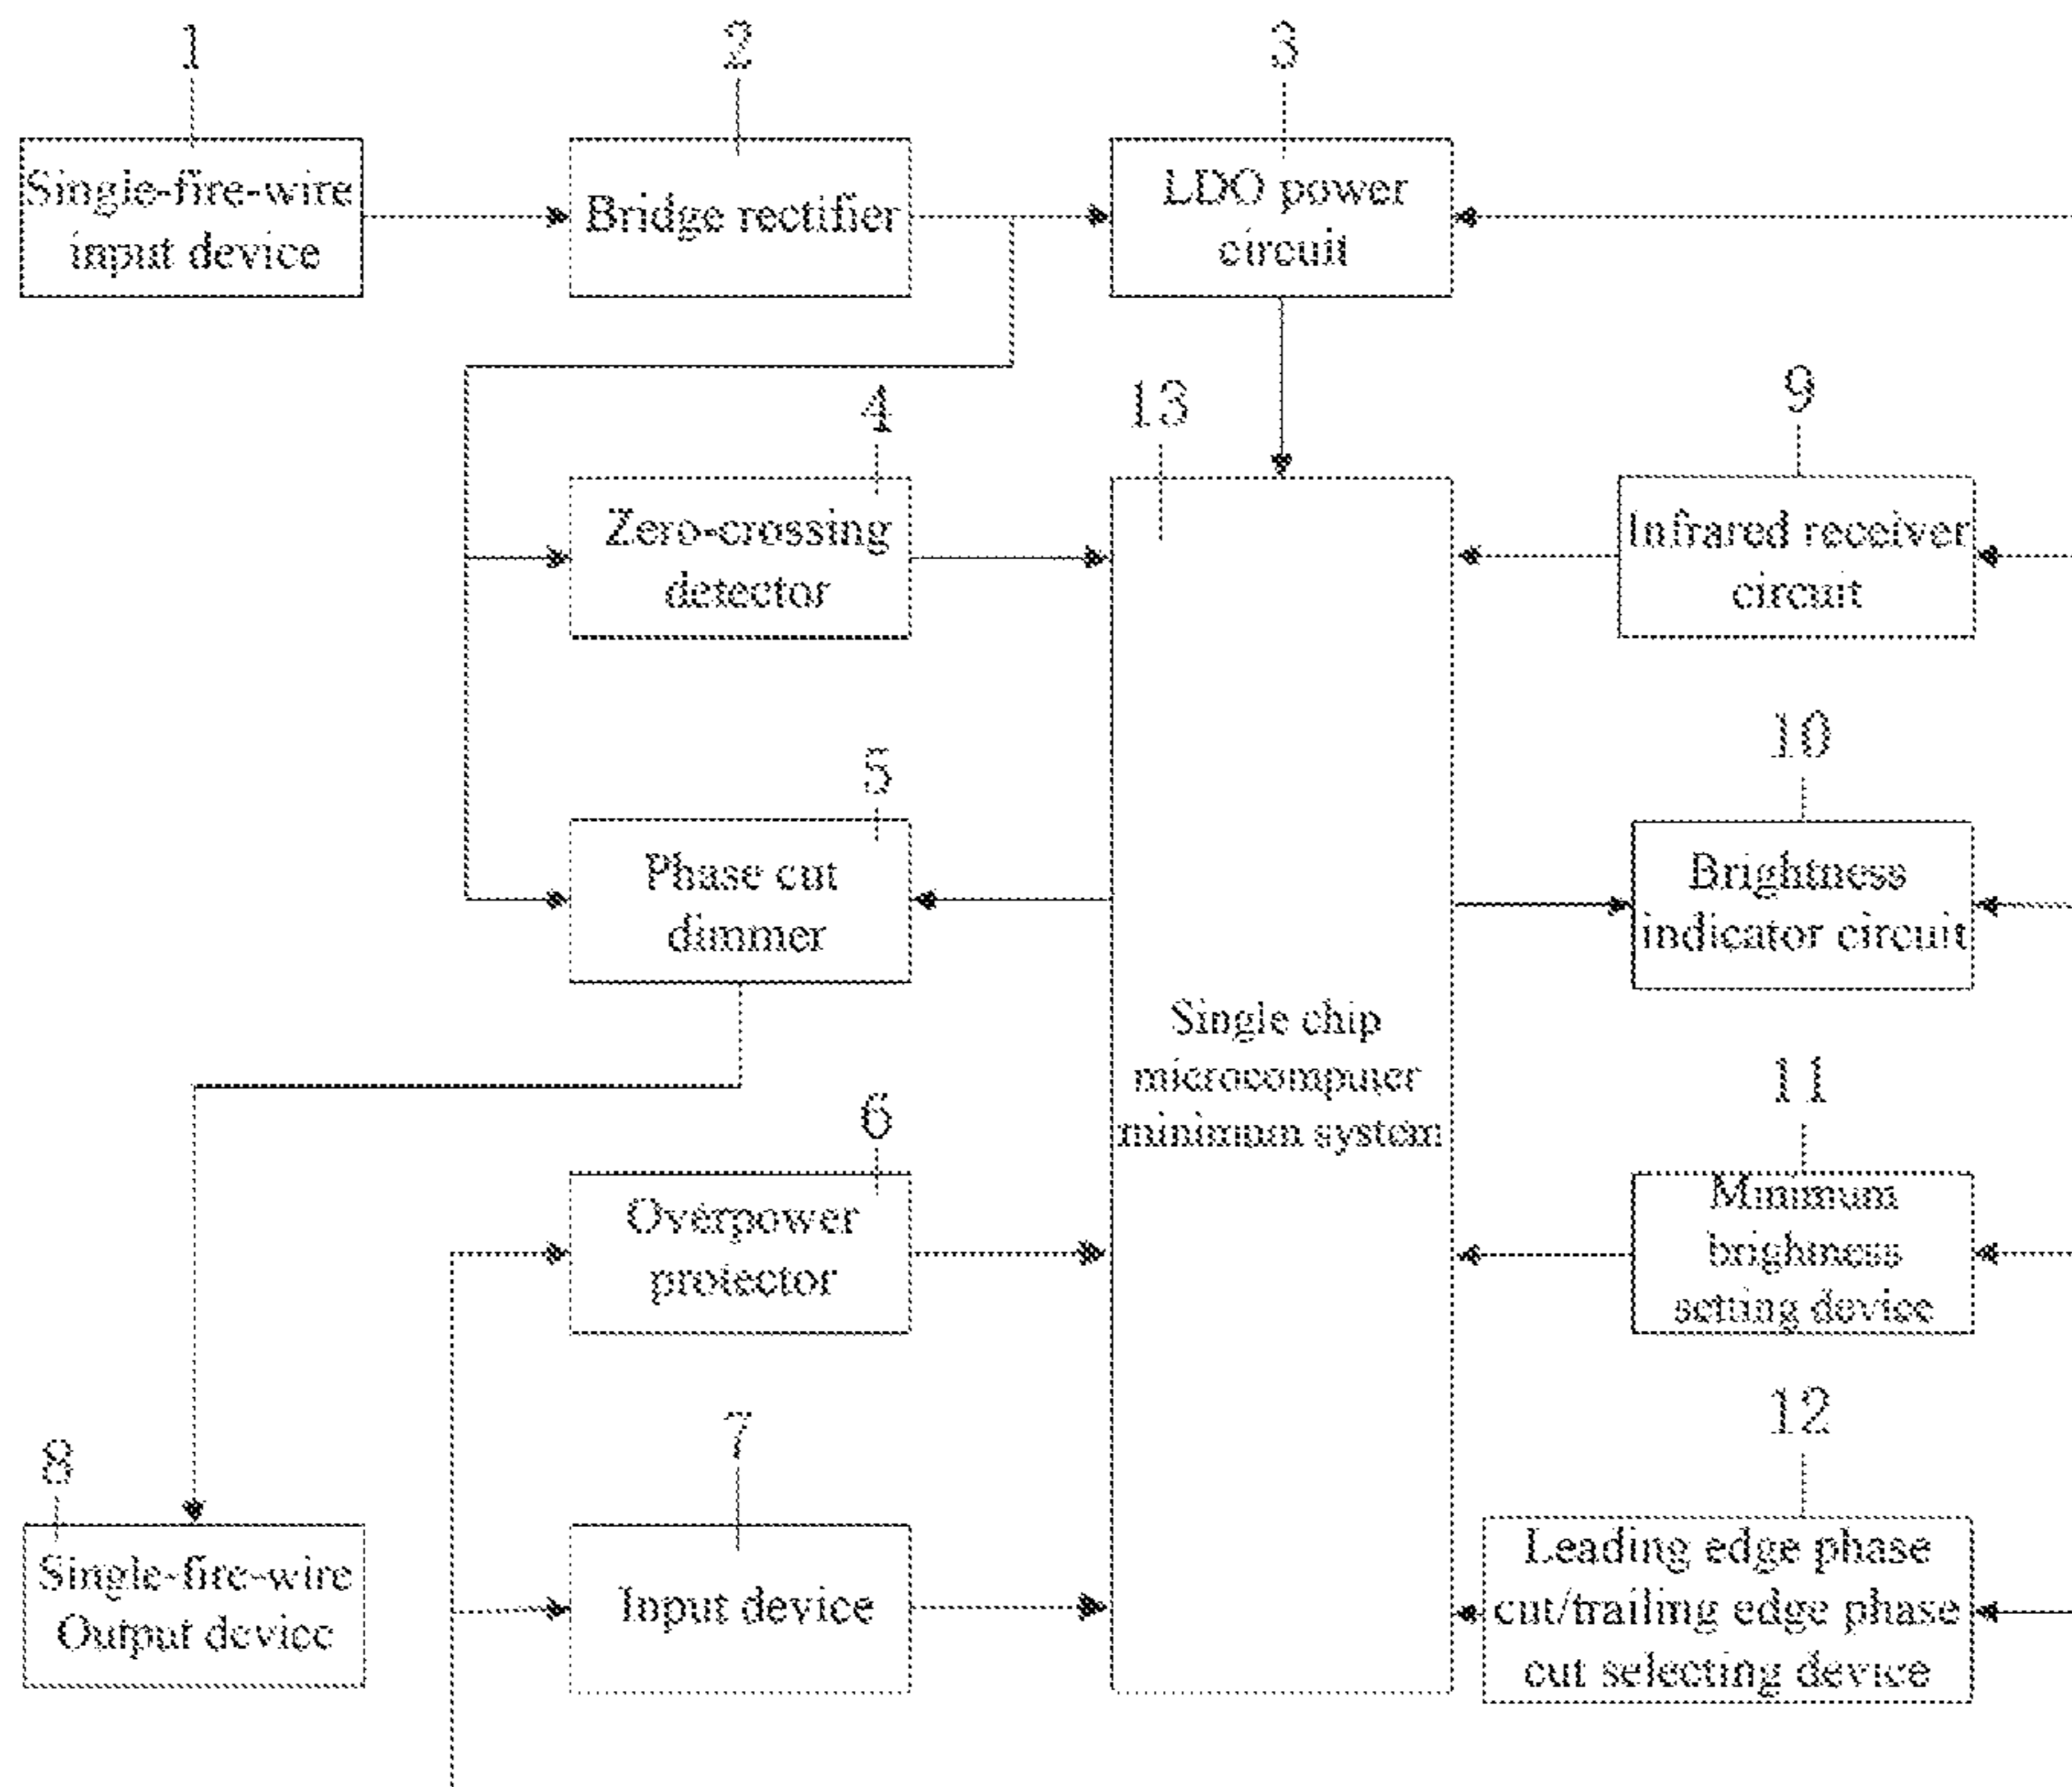 1
2
3
Single-fire-wire
input device
Bridge rectifier
LDO power
circuit
4
13
9
Zero-crossing
detector
Infrared receiver
circuit
5
10
Phase cut
dimmer
Brightness
indicator circuit
Single chip
microcomputer
minimum system
6
11
Overpower
protector
Minimum
brightness
setting device
7
12
8
Single-fire-wire
Output device
Input device
Leading edge phase
cut/trailing edge phase
cut selecting device